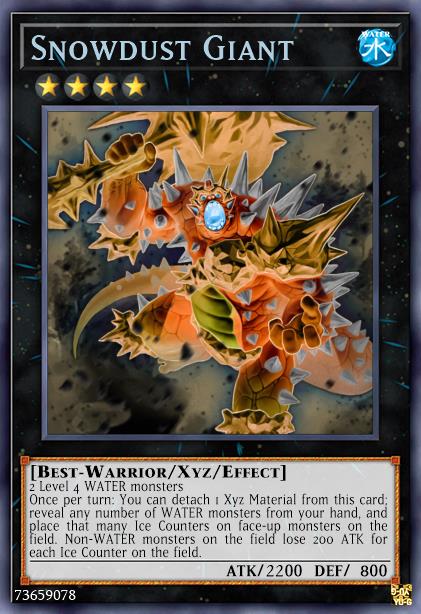 SNOWDUST GIANT
WATER
水
[BEST-WARRIOR/XYZ/EFFECT]
2 Level 4 WATER monsters
Once per turn: You can detach 1 Xyz Material from this card;
reveal any number of WATER monsters from your hand, and
place that many Ice Counters on face-up monsters on the
field. Non-WATER monsters on the field lose 200 ATK for
each Ice Counter on the field.
ATK/2200 DEF/ 800
73659078